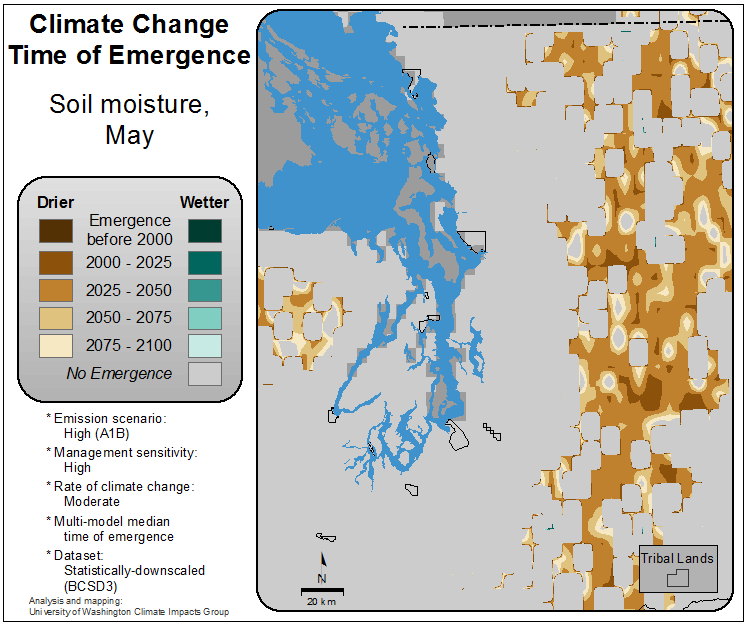 Climate Change
Time of Emergence
Soil moisture,
May
Drier
Wetter
Emergence
before 2000
2000 - 2025
2025 - 2050
2050 - 2075
2075 - 2100
No Emergence
* Emission scenario:
High (A1B)
* Management sensitivity:
High
* Rate of climate change:
Moderate
* Multi-model median
time of emergence
* Dataset:
Statistically-downscaled
(BCSD3)
Analysis and mapping:
University of Washington Climate Impacts Group
N
20 km
Tribal Lands